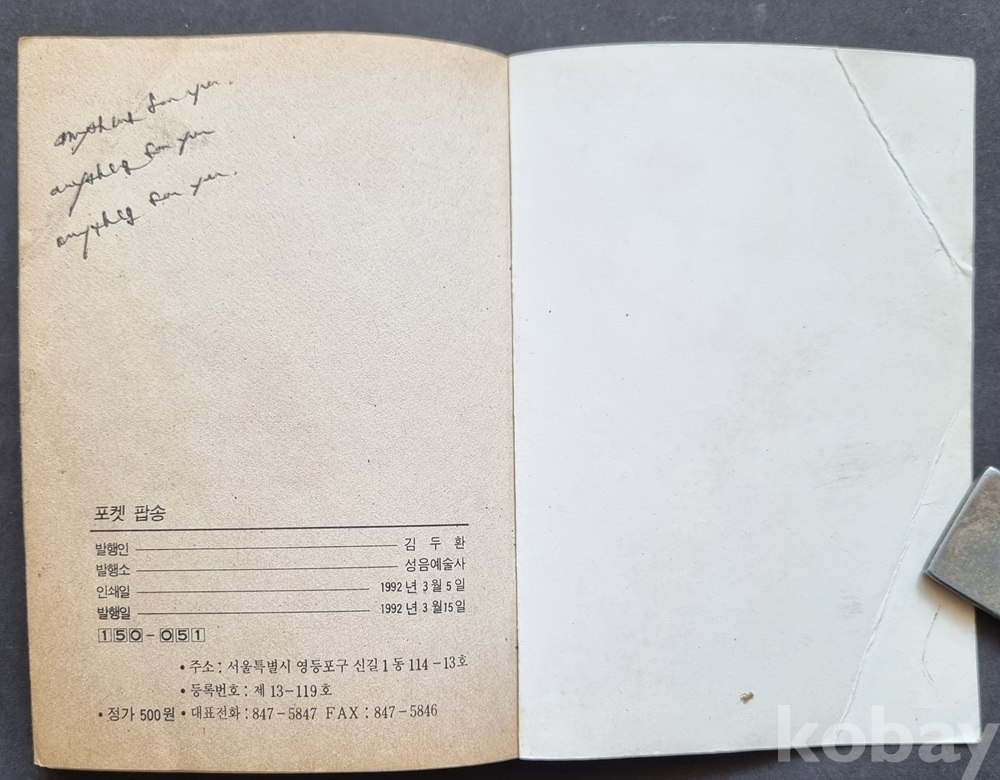 anything for you.
anything for you
anything for you.
포켓 팝송
발행인 김 두 환
발행소 성음예술사
인쇄일 1992 년 3 월 5 일
발행일 1992 년 3 월15 일
150-051
• 주소 : 서울특별시 영등포구 신길 1 동 114 -13호
• 등록번호 : 제 13-119 호
• 정가 500원 • 대표전화 : 847-5847 FAX : 847-5846
kobay